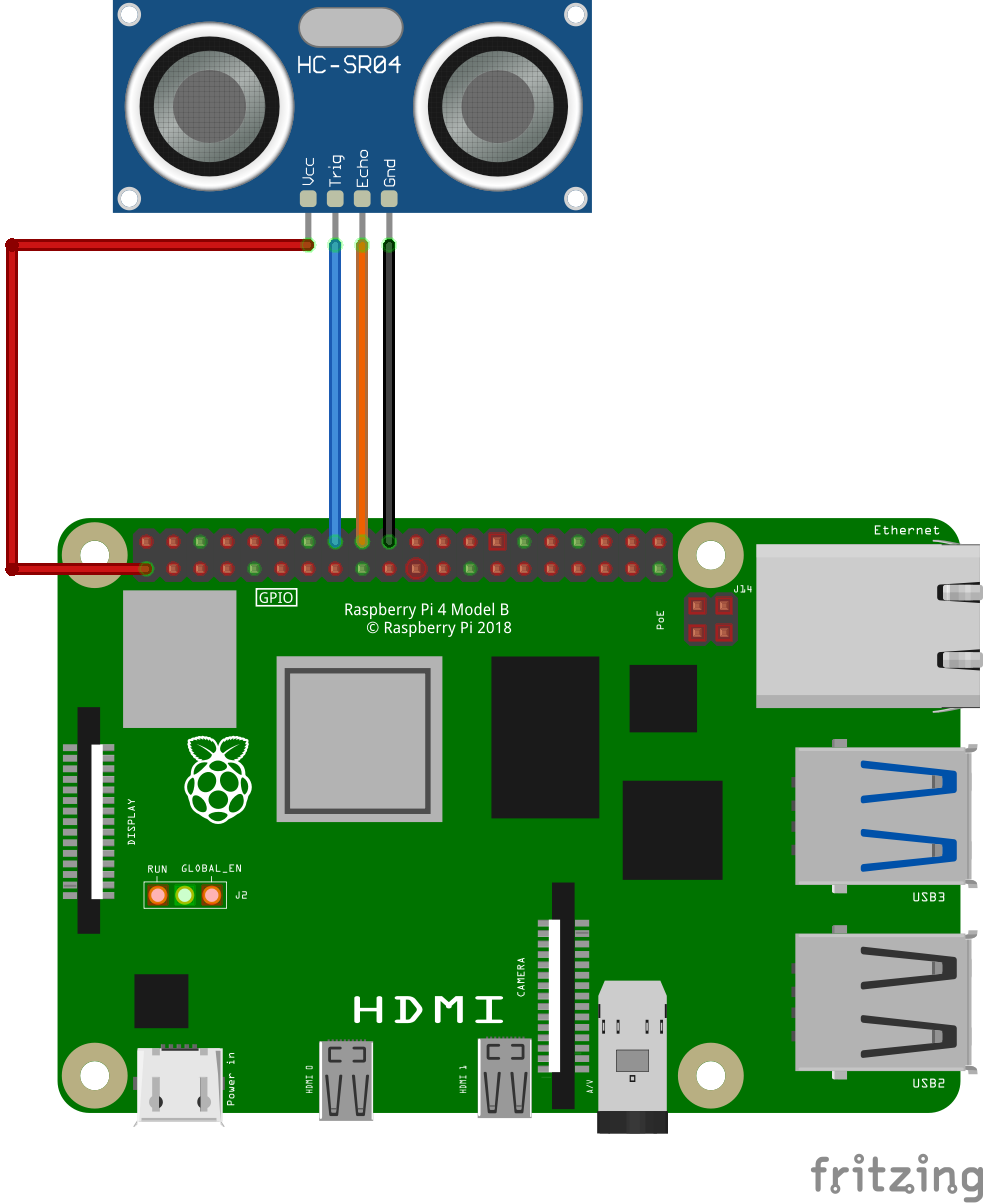 HC-SR04
Vcc
Trig
Echo
Gnd
Ethernet
GPIO
Raspberry Pi 4 Model B
© Raspberry Pi 2018
J14
PoE
DISPLAY
RUN
GLOBAL_EN
J2
USB3
CAMERA
HDMI
Power in
HDMI 0
HDMI 1
A/V
USB2
fritzing